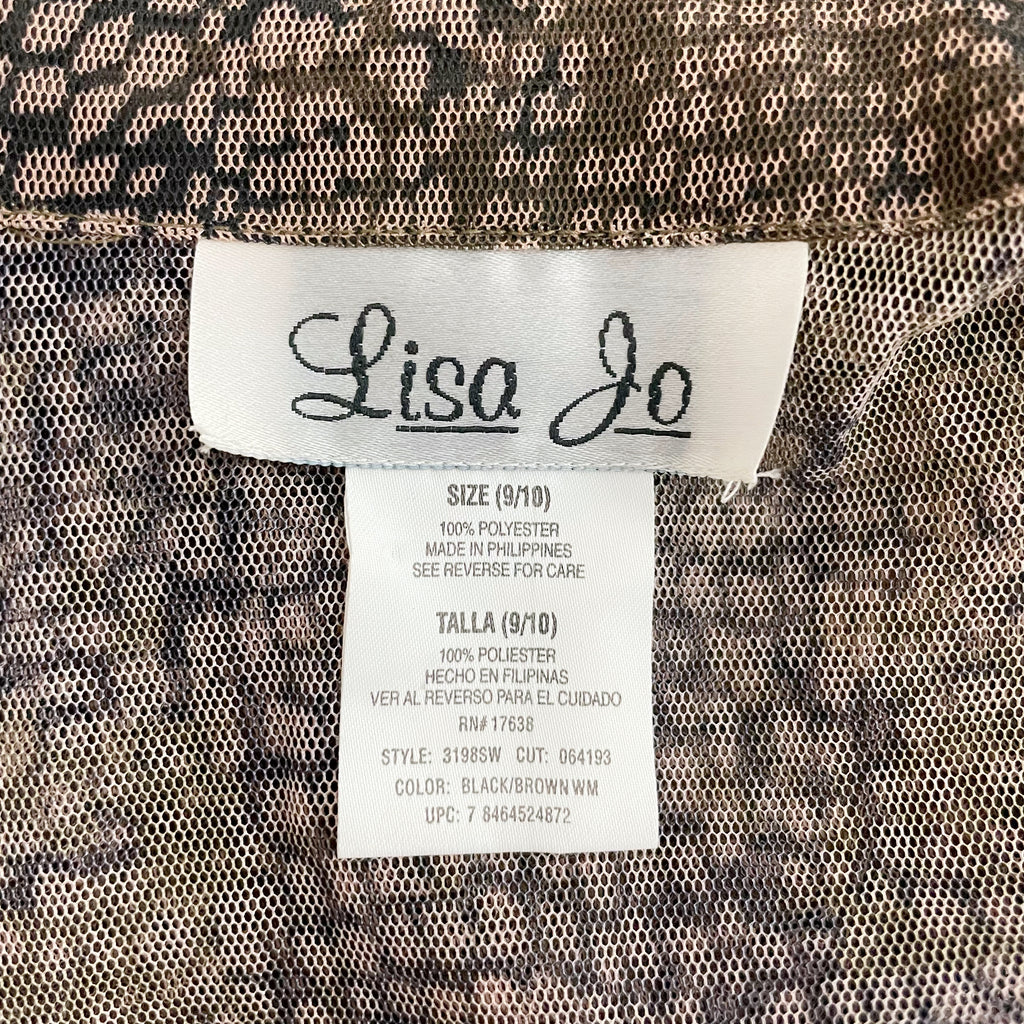 Lisa Jo
SIZE (9/10)
100% POLYESTER
MADE IN PHILIPPINES
SEE REVERSE FOR CARE
TALLA (9/10)
100% POLIESTER
HECHO EN FILIPINAS
VER AL REVERSO PARA EL CUIDADO
RN# 17638
STYLE: 3198SW CUT: 064193
COLOR: BLACK/BROWN WM
UPC: 7 8464524872